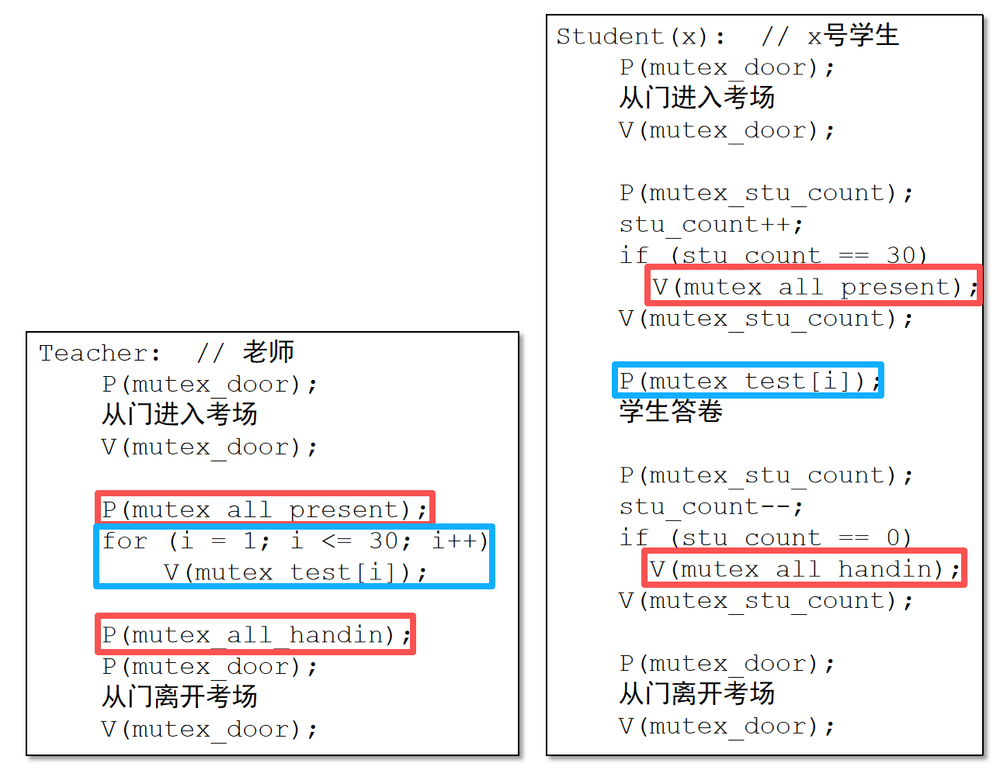 Teacher:  // 老师
P(mutex_door);
从门进入考场
V(mutex_door);
P(mutex_all_present);
for (i = 1; i <= 30; i++)
V(mutex_test[i]);
P(mutex_all_handin);
P(mutex_door);
从门离开考场
V(mutex_door);
Student(x):  // x号学生
P(mutex_door);
从门进入考场
V(mutex_door);
P(mutex_stu_count);
stu_count++;
if (stu_count == 30)
V(mutex_all_present);
V(mutex_stu_count);
P(mutex_test[i]);
学生答卷
P(mutex_stu_count);
stu_count--;
if (stu_count == 0)
V(mutex_all_handin);
V(mutex_stu_count);
P(mutex_door);
从门离开考场
V(mutex_door);